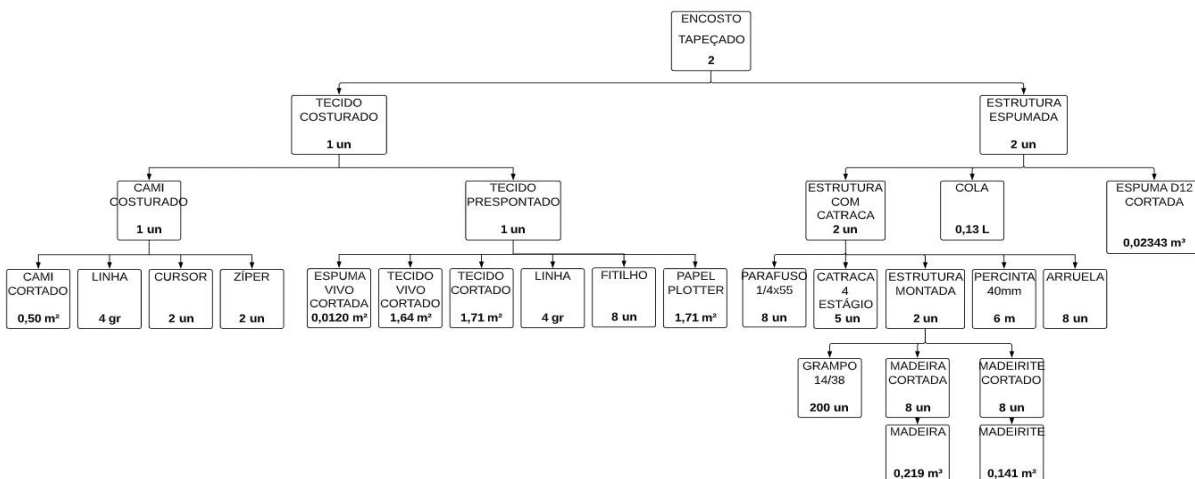 ENCOSTO
TAPEÇADO
2
TECIDO
COSTURADO
1 un
ESTRUTURA
ESPUMADA
2 un
CAMI
COSTURADO
1 un
TECIDO
PRESPONTADO
1 un
ESTRUTURA
COM
CATRACA
2 un
COLA
0,13 L
ESPUMA D12
CORTADA
0,02343 m³
CAMI
CORTADO
0,50 m²
LINHA
4 gr
CURSOR
2 un
ZÍPER
2 un
ESPUMA
VIVO
CORTADA
0,0120 m²
TECIDO
VIVO
CORTADO
1,64 m²
TECIDO
CORTADO
1,71 m²
LINHA
4 gr
FITILHO
8 un
PAPEL
PLOTTER
1,71 m²
PARAFUSO
1/4x55
8 un
CATRACA
4
ESTÁGIO
5 un
ESTRUTURA
MONTADA
2 un
PERCINTA
40mm
6 m
ARRUELA
8 un
GRAMPO
14/38
200 un
MADEIRA
CORTADA
8 un
MADEIRITE
CORTADO
8 un
MADEIRA
0,219 m³
MADEIRITE
0,141 m²